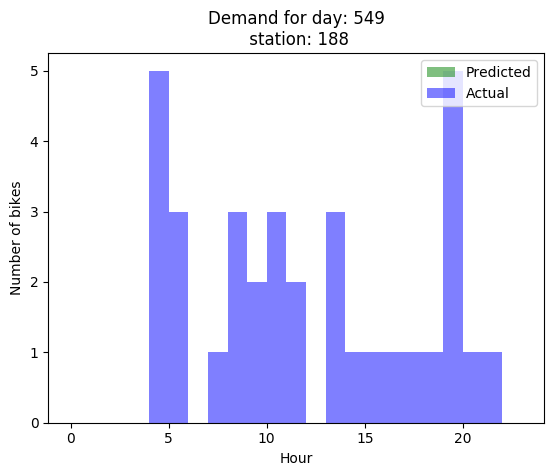 Demand for day: 549
station: 188
Predicted
Actual
5
4
3
2
1
0
Number of bikes
0 5 10 15 20
Hour